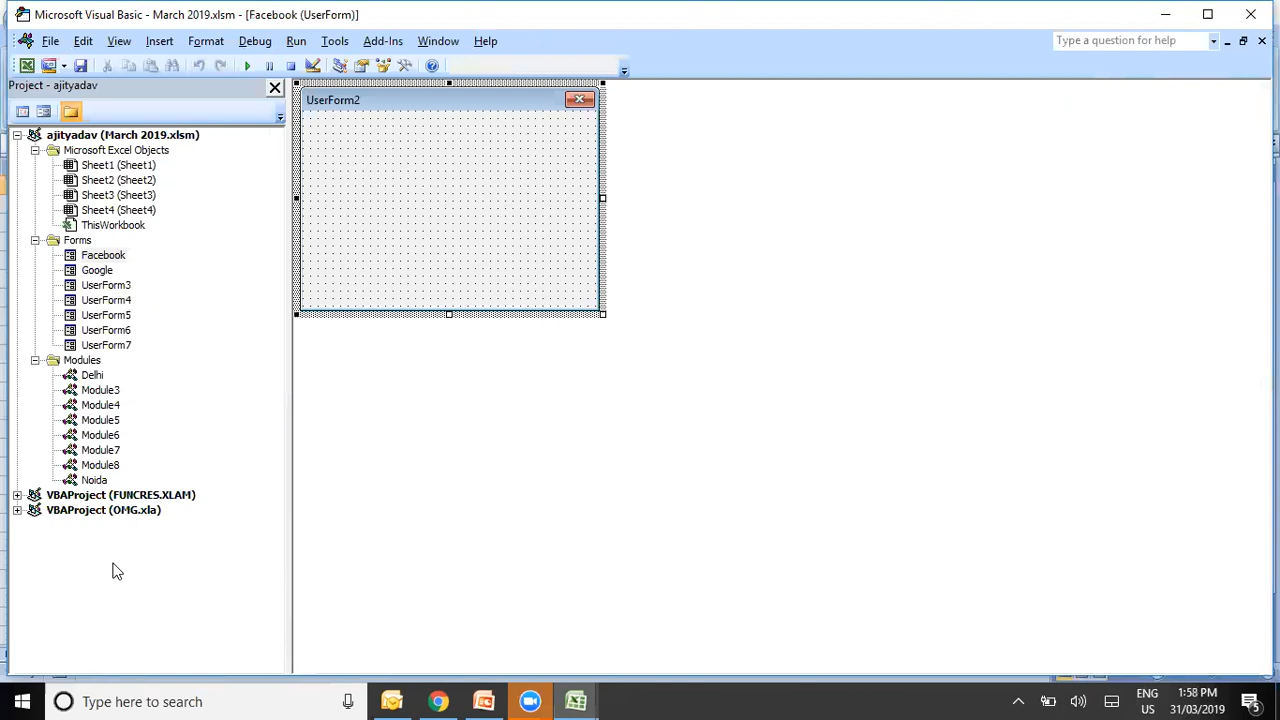 Microsoft Visual Basic - March 2019.xlsm - [Facebook (UserForm)]
File Edit View Insert Format Debug Run Tools Add-Ins Window Help
Type a question for help
Project - ajityadav
UserForm2
ajityadav (March 2019.xlsm)
Microsoft Excel Objects
Sheet1 (Sheet1)
Sheet2 (Sheet2)
Sheet3 (Sheet3)
Sheet4 (Sheet4)
ThisWorkbook
Forms
Facebook
Google
UserForm3
UserForm4
UserForm5
UserForm6
UserForm7
Modules
Delhi
Module3
Module4
Module5
Module6
Module7
Module8
Noida
VBAProject (FUNCRES.XLAM)
VBAProject (OMG.xla)
Type here to search
ENG
US
1:58 PM
31/03/2019
5